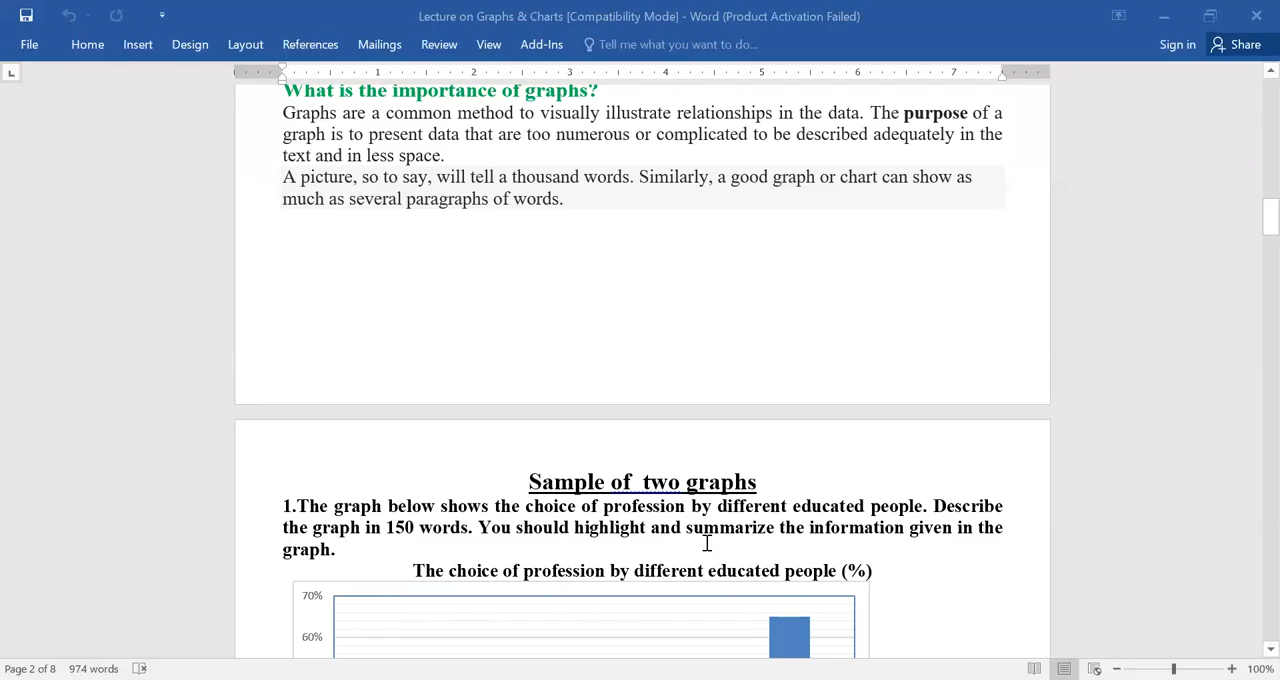 Lecture on Graphs & Charts [Compatibility Mode] - Word (Product Activation Failed)
File Home Insert Design Layout References Mailings Review View Add-Ins Tell me what you want to do... Sign in Share
1 2 3 4 5 6 7
What is the importance of graphs?
Graphs are a common method to visually illustrate relationships in the data. The purpose of a
graph is to present data that are too numerous or complicated to be described adequately in the
text and in less space.
A picture, so to say, will tell a thousand words. Similarly, a good graph or chart can show as
much as several paragraphs of words.
Sample of two graphs
1.The graph below shows the choice of profession by different educated people. Describe
the graph in 150 words. You should highlight and summarize the information given in the
graph.
The choice of profession by different educated people (%)
70%
60%
Page 2 of 8 974 words 100%